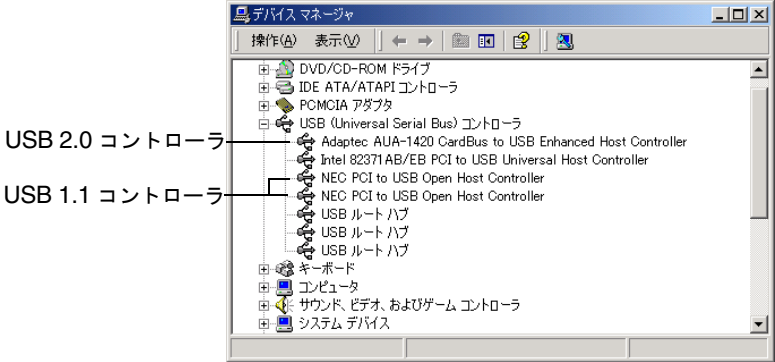 デバイス マネージャ
操作(A) 表示(V)
DVD/CD-ROM ドライブ
IDE ATA/ATAPI コントローラ
PCMCIA アダプタ
USB (Universal Serial Bus) コントローラ
USB 2.0 コントローラ
Adaptec AUA-1420 CardBus to USB Enhanced Host Controller
Intel 82371AB/EB PCI to USB Universal Host Controller
USB 1.1 コントローラ
NEC PCI to USB Open Host Controller
NEC PCI to USB Open Host Controller
USB ルート ハブ
USB ルート ハブ
USB ルート ハブ
キーボード
コンピュータ
サウンド、ビデオ、およびゲーム コントローラ
システム デバイス